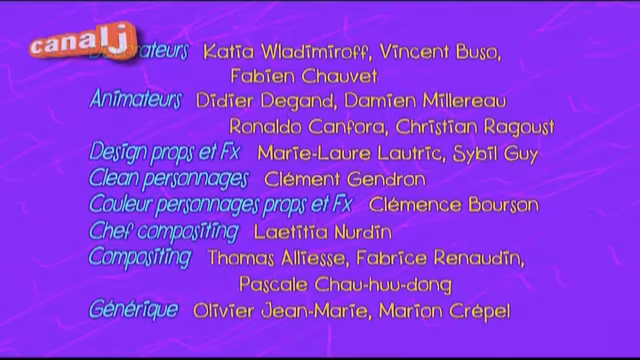 canal j
Katia Wladimiroff, Vincent Buso,
Fabien Chauvet
Animateurs Didier Degand, Damien Millereau
Ronaldo Canfora, Christian Ragoust
Design props et Fx Marie-Laure Lautric, Sybil Guy
Clean personnages Clément Gendron
Couleur personnages props et Fx Clémence Bourson
Chef compositing Laetitia Nurdin
Compositing Thomas Alliesse, Fabrice Renaudin,
Pascale Chau-huu-dong
Générique Olivier Jean-Marie, Marion Crépel